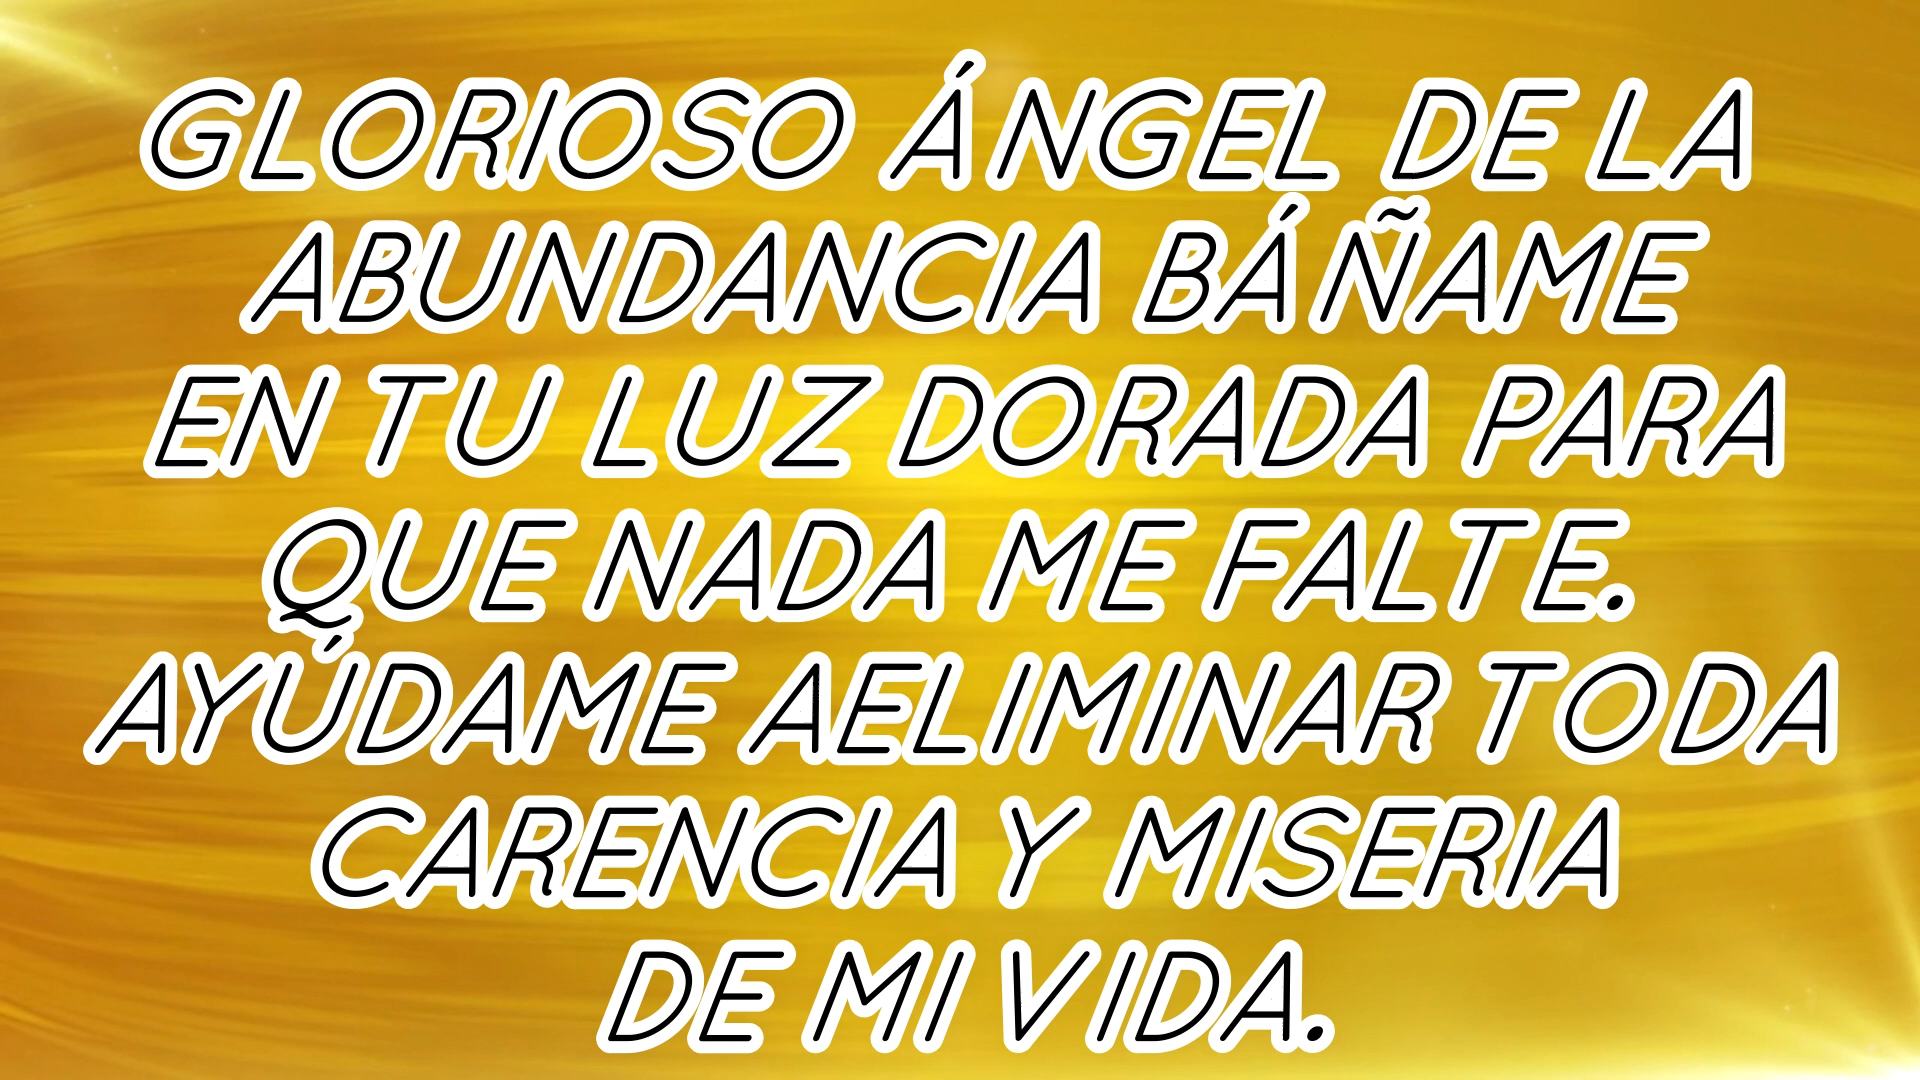 GLORIOSO ÁNGEL DE LA
ABUNDANCIA BÁÑAME
EN TU LUZ DORADA PARA
QUE NADA ME FALTE.
AYÚDAME AELIMINAR TODA
CARENCIA Y MISERIA
DE MI VIDA.